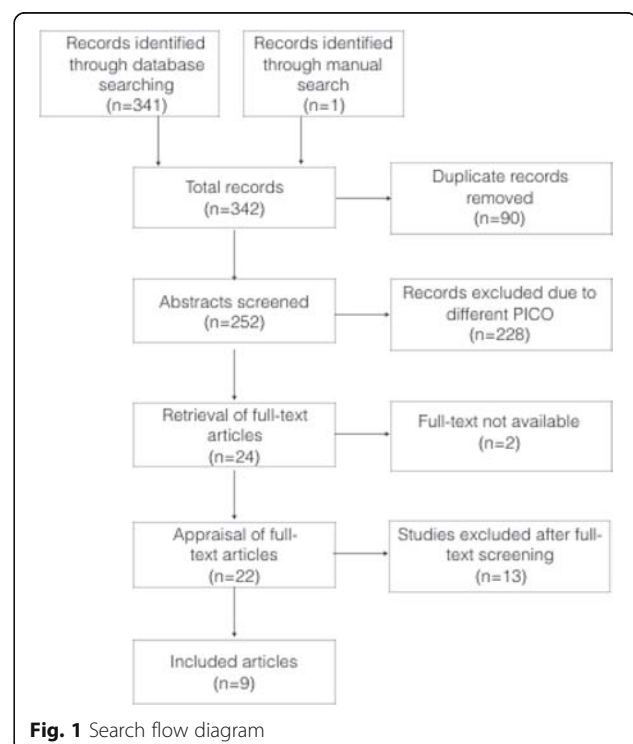 Records identified
through database
searching
(n=341)
Records identified
through manual
search
(n=1)
Total records
(n=342)
Duplicate records
removed
(n=90)
Abstracts screened
(n=252)
Records excluded due to
different PICO
(n=228)
Retrieval of full-text
articles
(n=24)
Full-text not available
(n=2)
Appraisal of full-
text articles
(n=22)
Studies excluded after full-
text screening
(n=13)
Included articles
(n=9)
Fig. 1 Search flow diagram